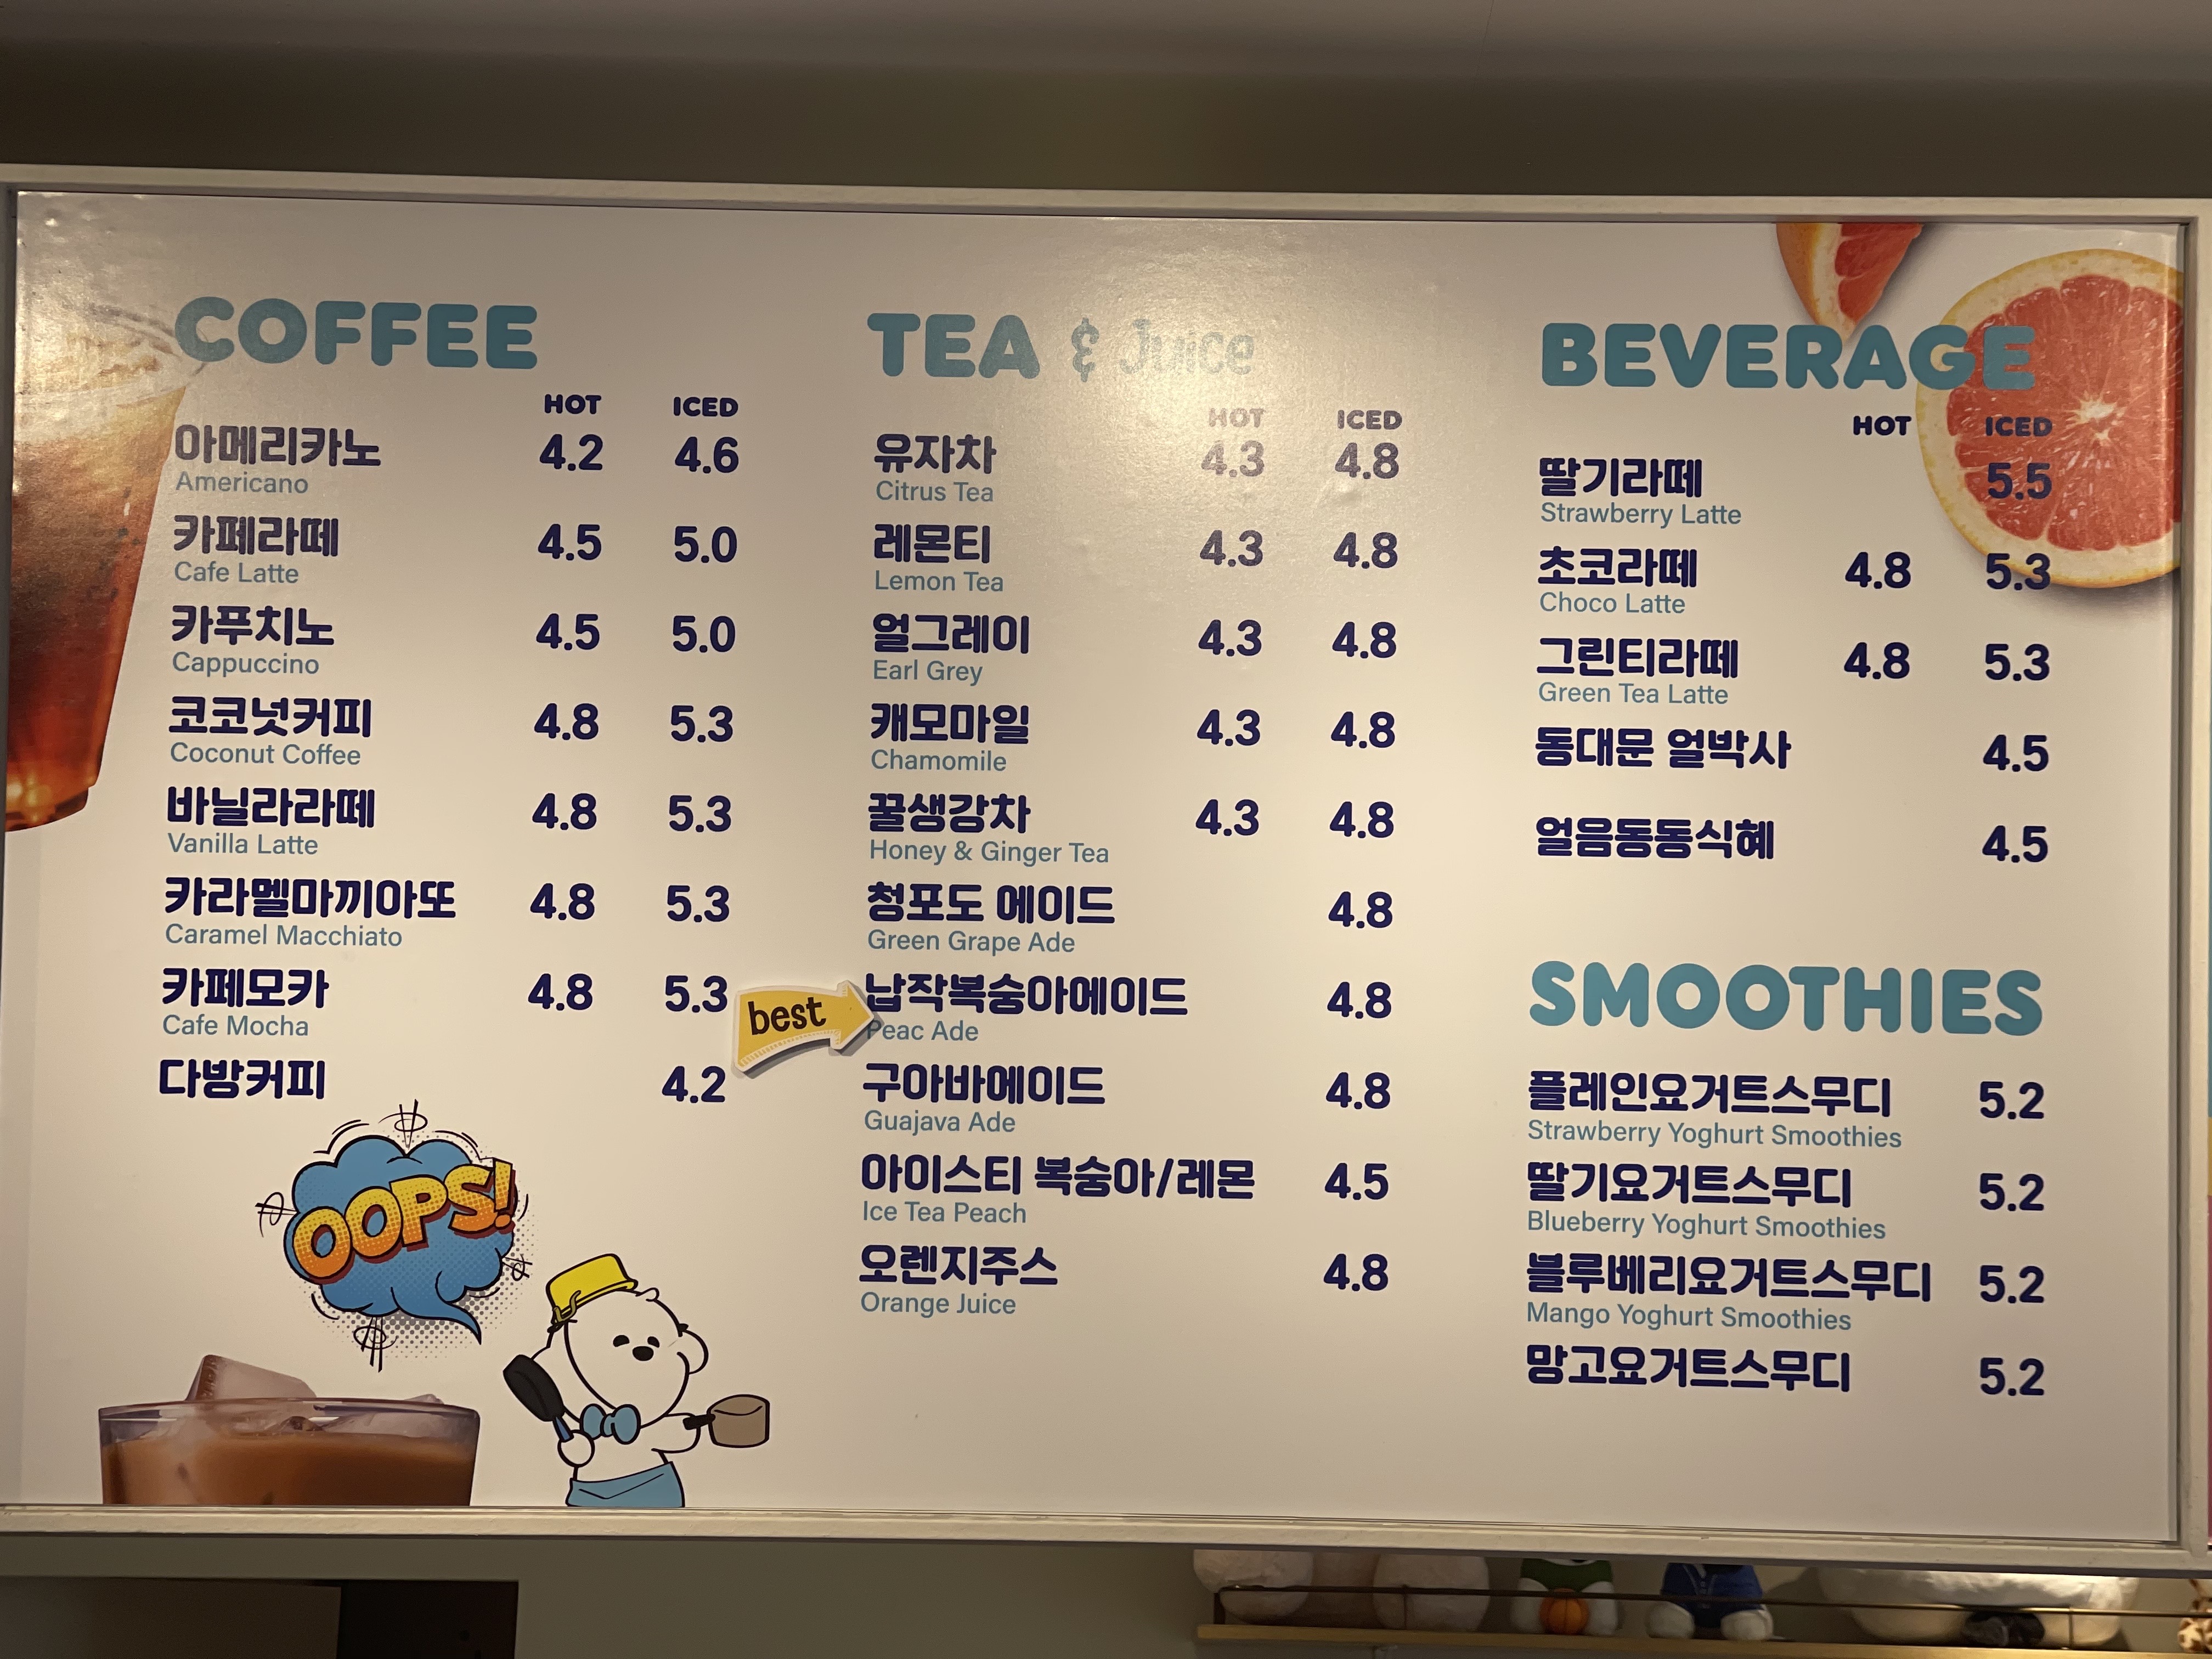 COFFEE
HOT ICED
아메리카노 4.2 4.6
Americano
카페라떼 4.5 5.0
Cafe Latte
카푸치노 4.5 5.0
Cappuccino
코코넛커피 4.8 5.3
Coconut Coffee
바닐라라떼 4.8 5.3
Vanilla Latte
카라멜마끼아또 4.8 5.3
Caramel Macchiato
카페모카 4.8 5.3
Cafe Mocha
다방커피 4.2
OOPS!
TEA & Juice
HOT ICED
유자차 4.3 4.8
Citrus Tea
레몬티 4.3 4.8
Lemon Tea
얼그레이 4.3 4.8
Earl Grey
캐모마일 4.3 4.8
Chamomile
꿀생강차 4.3 4.8
Honey & Ginger Tea
청포도 에이드 4.8
Green Grape Ade
best
납작복숭아에이드 4.8
Peac Ade
구아바에이드 4.8
Guajava Ade
아이스티 복숭아/레몬 4.5
Ice Tea Peach
오렌지주스 4.8
Orange Juice
BEVERAGE
HOT ICED
딸기라떼 5.5
Strawberry Latte
초코라떼 4.8 5.3
Choco Latte
그린티라떼 4.8 5.3
Green Tea Latte
동대문 얼박사 4.5
얼음동동식혜 4.5
SMOOTHIES
플레인요거트스무디 5.2
Strawberry Yoghurt Smoothies
딸기요거트스무디 5.2
Blueberry Yoghurt Smoothies
블루베리요거트스무디 5.2
Mango Yoghurt Smoothies
망고요거트스무디 5.2